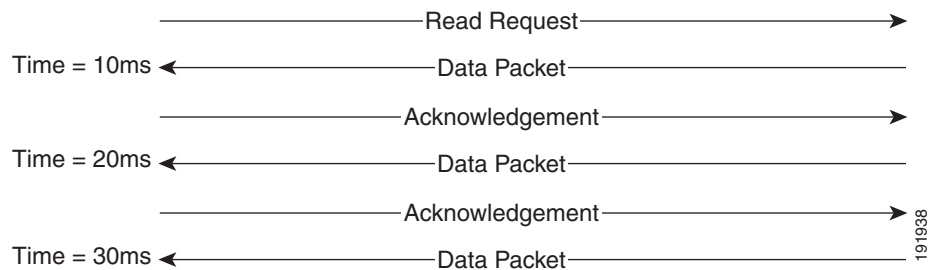 Read Request
Time = 10ms Data Packet
Acknowledgement
Time = 20ms Data Packet
Acknowledgement
Time = 30ms Data Packet
191938